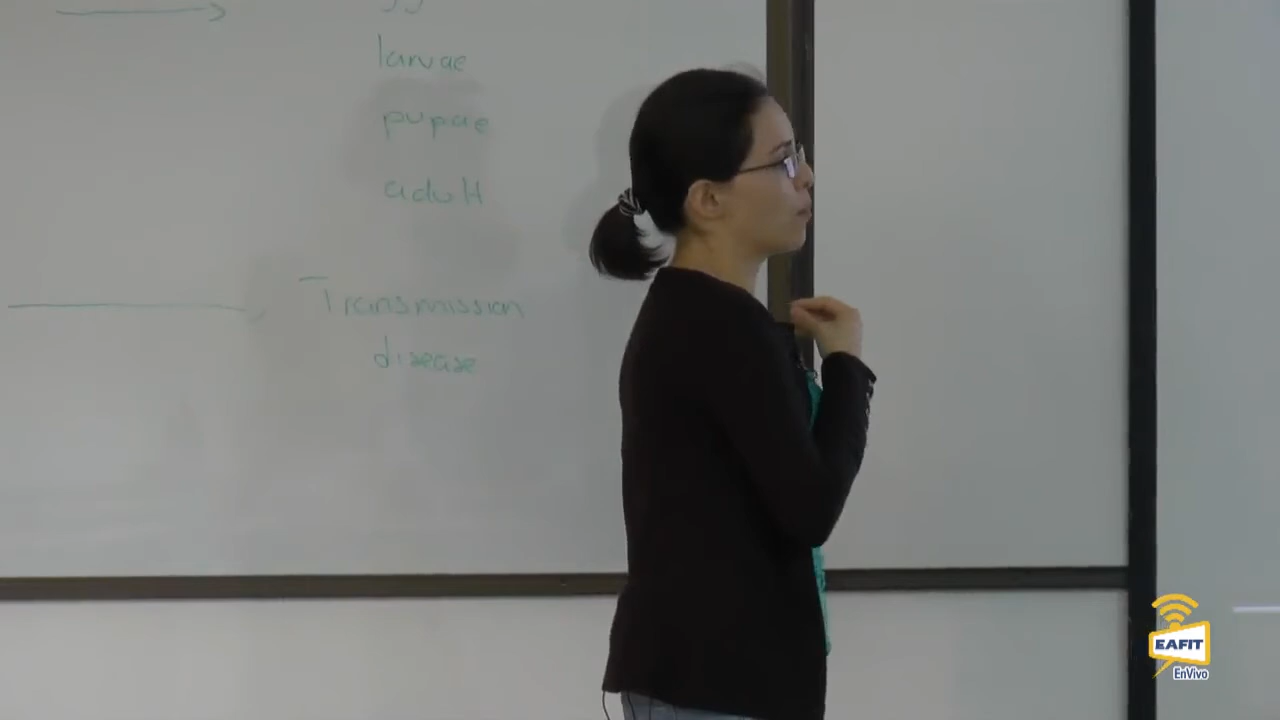 larvae
pupae
adult
Transmission
disease
EAFIT
EnVivo